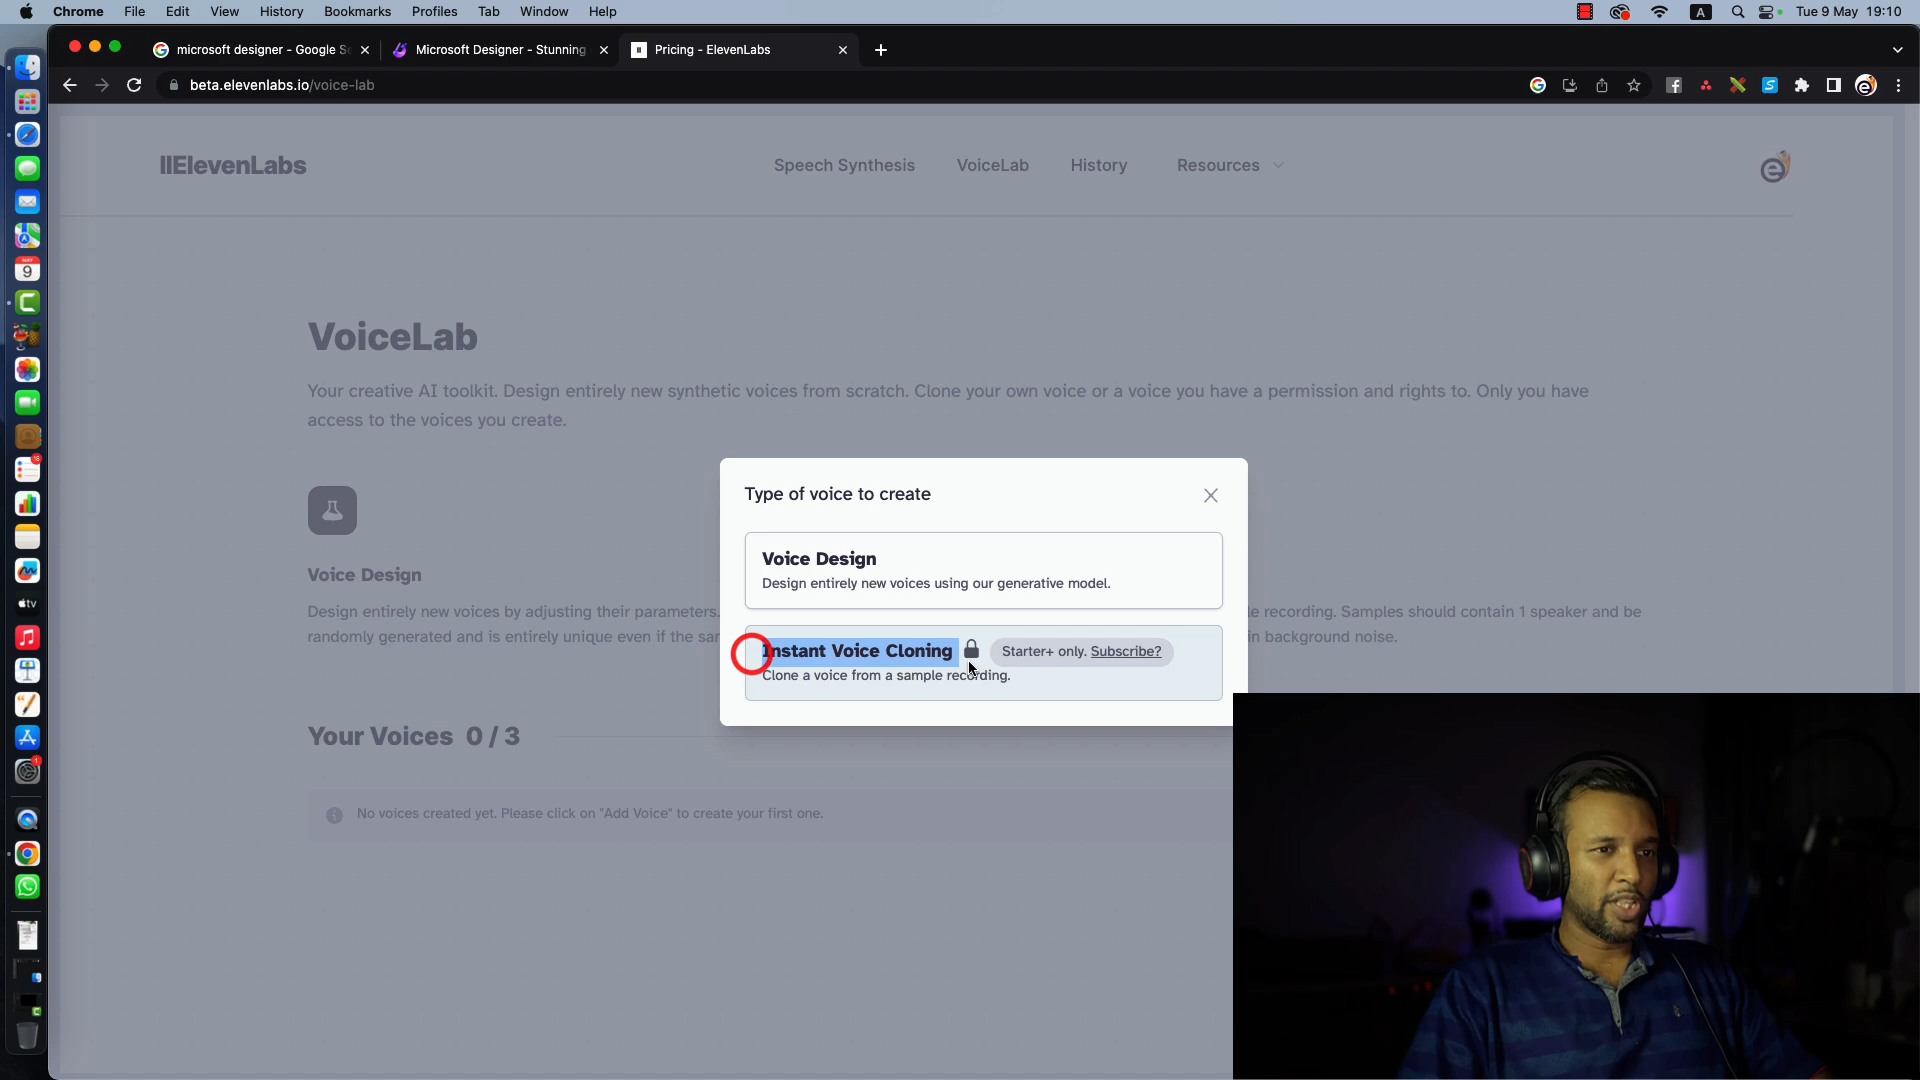 Chrome File Edit View History Bookmarks Profiles Tab Window Help
A
Tue 9 May 19:10
microsoft designer - Google Se
Microsoft Designer - Stunning
Pricing - ElevenLabs
beta.elevenlabs.io/voice-lab
IIElevenLabs
Speech Synthesis
VoiceLab
History
Resources
VoiceLab
Your creative AI toolkit. Design entirely new synthetic voices from scratch. Clone your own voice or a voice you have a permission and rights to. Only you have
access to the voices you create.
Type of voice to create
Voice Design
Design entirely new voices using our generative model.
Instant Voice Cloning
Starter+ only. Subscribe?
Clone a voice from a sample recording.
Voice Design
Design entirely new voices by adjusting their parameters.
le recording. Samples should contain 1 speaker and be
randomly generated and is entirely unique even if the sar
in background noise.
Your Voices 0 / 3
No voices created yet. Please click on "Add Voice" to create your first one.
MAY
9
tv